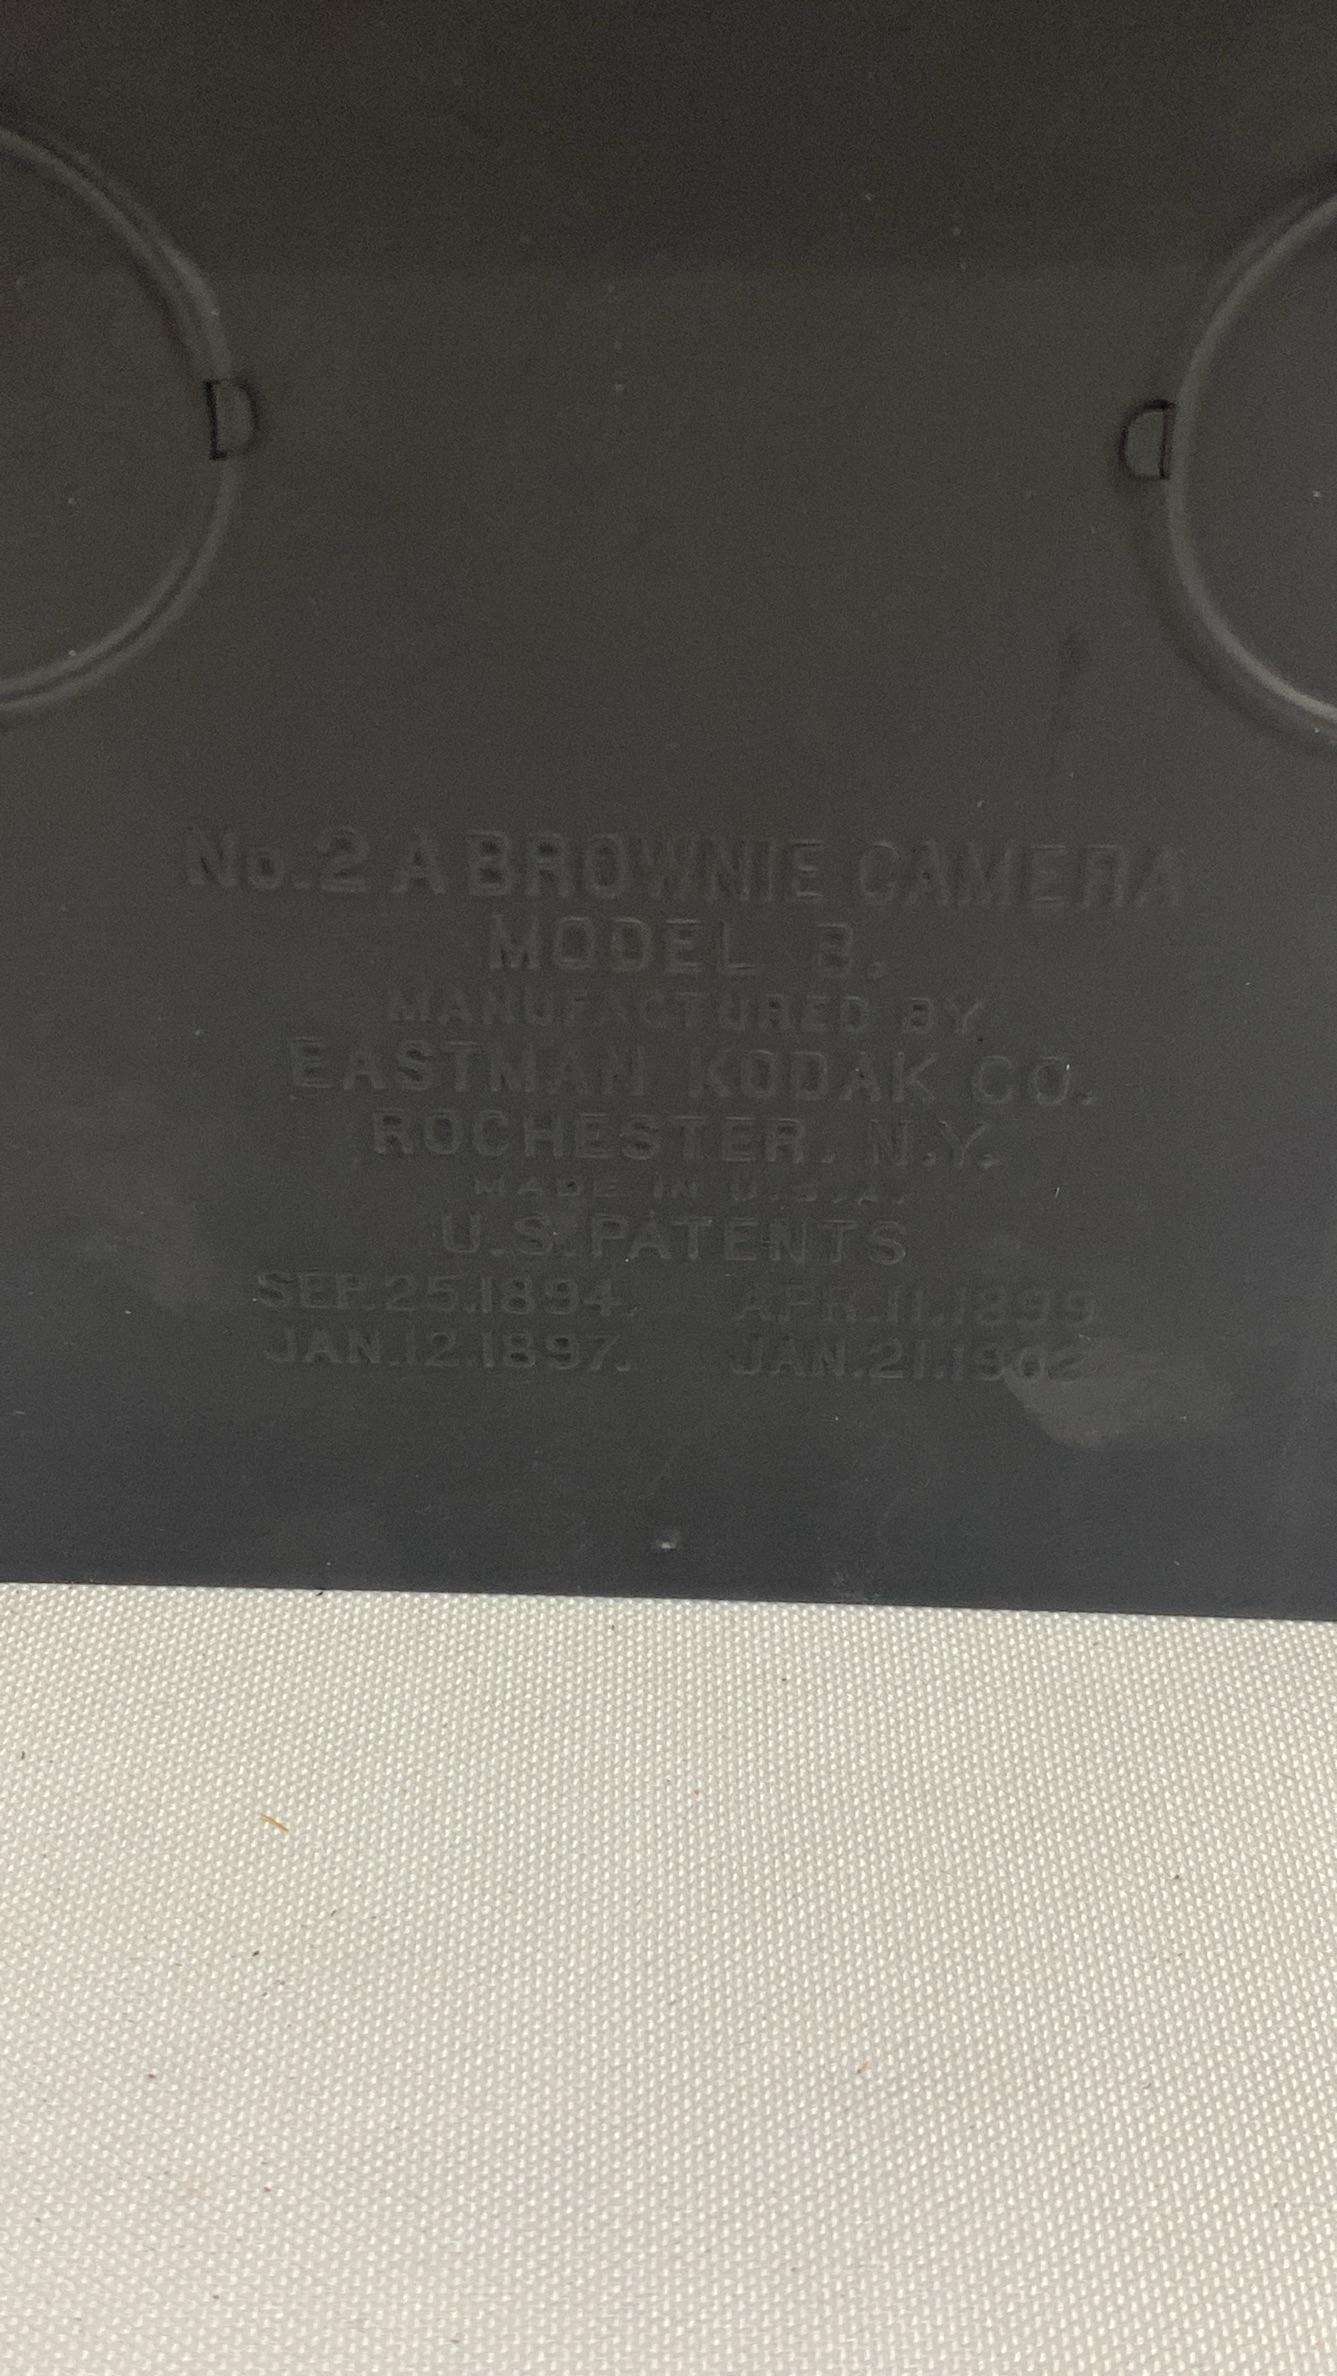 No. 2 A BROWNIE CAMERA
MODEL B.
MANUFACTURED BY
EASTMAN KODAK CO.
ROCHESTER, N.Y.
MADE IN U.S.A.
U.S. PATENTS
SEP. 25. 1894. APR. 11. 1899
JAN. 12. 1897. JAN. 21. 1902